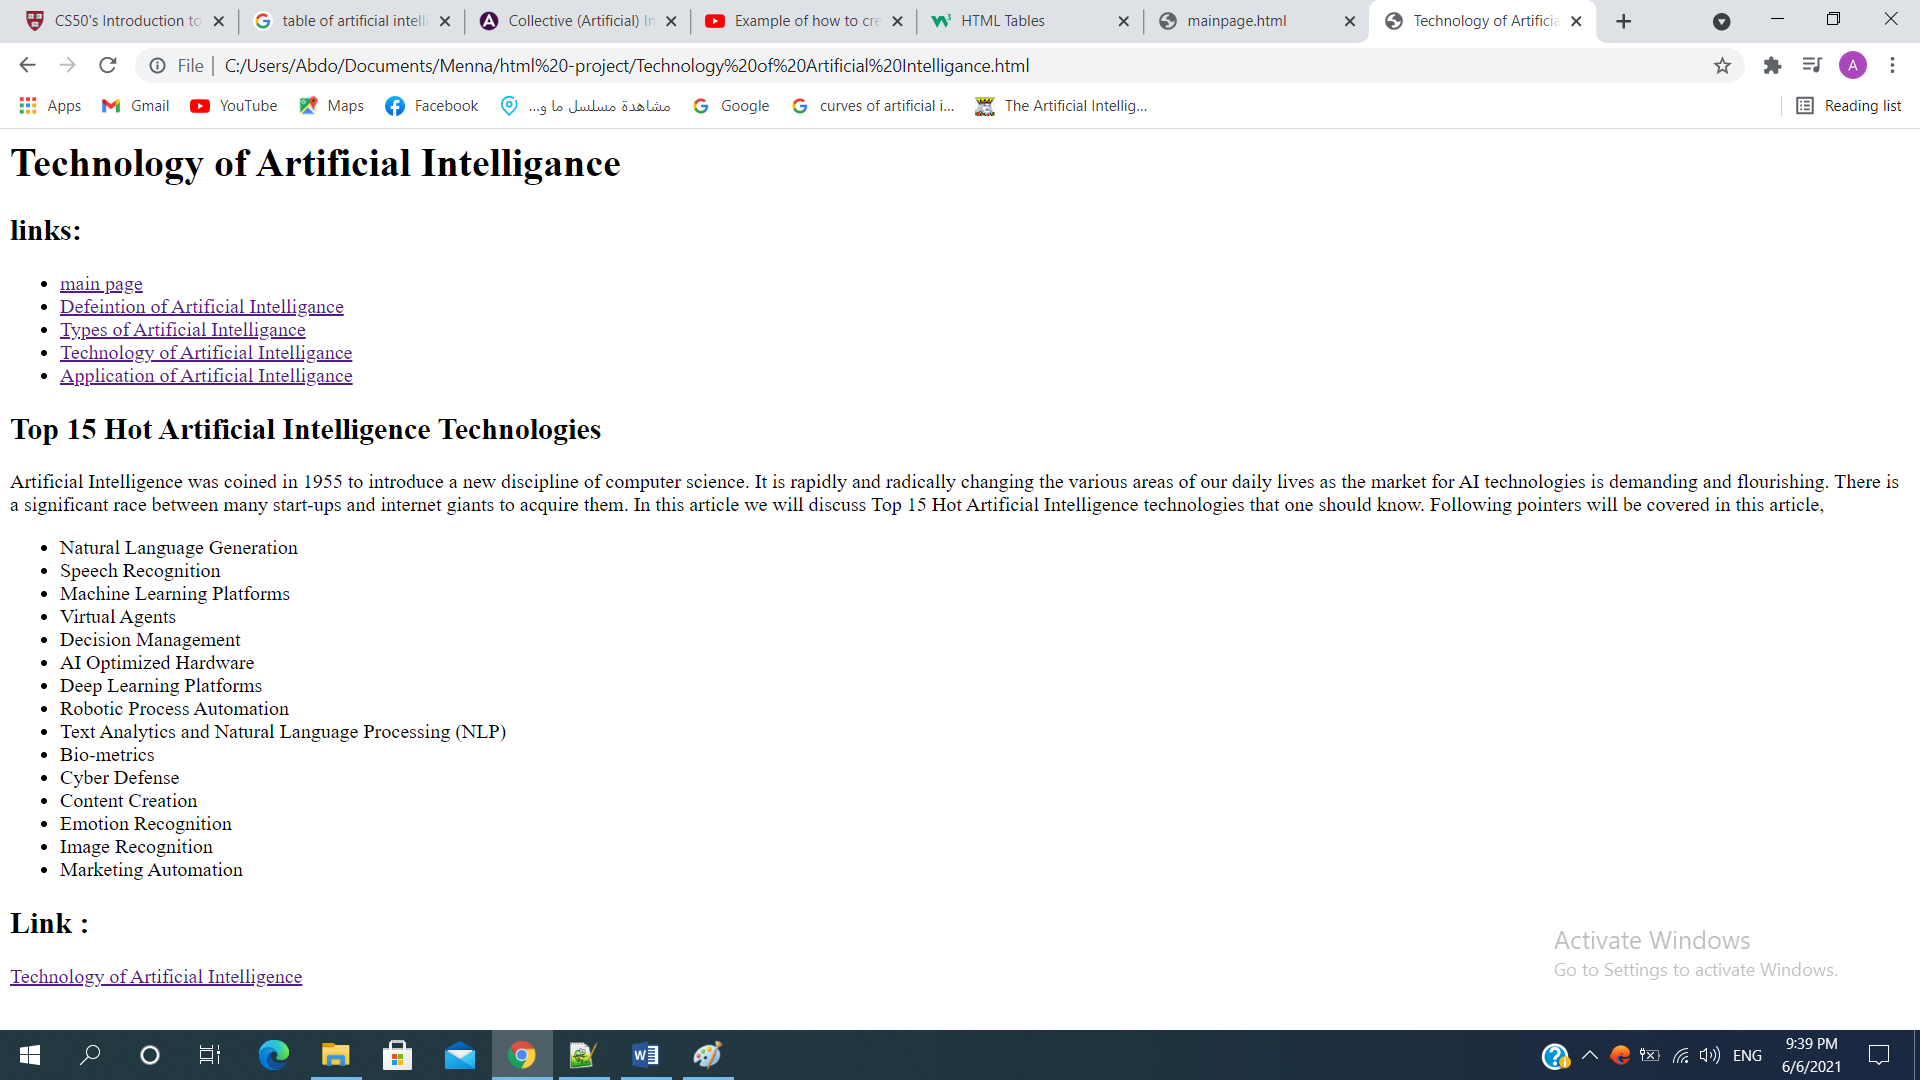 CS50's Introduction to
table of artificial intelli
Collective (Artificial) In
Example of how to cre
HTML Tables
mainpage.html
Technology of Artificia
File | C:/Users/Abdo/Documents/Menna/html%20-project/Technology%20of%20Artificial%20Intelligance.html
A
Apps
Gmail
YouTube
Maps
Facebook
مشاهدة مسلسل ما و...
Google
curves of artificial i...
The Artificial Intellig...
Reading list
Technology of Artificial Intelligance
links:
• main page
• Defeintion of Artificial Intelligance
• Types of Artificial Intelligance
• Technology of Artificial Intelligance
• Application of Artificial Intelligance
Top 15 Hot Artificial Intelligence Technologies
Artificial Intelligence was coined in 1955 to introduce a new discipline of computer science. It is rapidly and radically changing the various areas of our daily lives as the market for AI technologies is demanding and flourishing. There is
a significant race between many start-ups and internet giants to acquire them. In this article we will discuss Top 15 Hot Artificial Intelligence technologies that one should know. Following pointers will be covered in this article,
• Natural Language Generation
• Speech Recognition
• Machine Learning Platforms
• Virtual Agents
• Decision Management
• AI Optimized Hardware
• Deep Learning Platforms
• Robotic Process Automation
• Text Analytics and Natural Language Processing (NLP)
• Bio-metrics
• Cyber Defense
• Content Creation
• Emotion Recognition
• Image Recognition
• Marketing Automation
Link :
Technology of Artificial Intelligence
Activate Windows
Go to Settings to activate Windows.
ENG
9:39 PM
6/6/2021